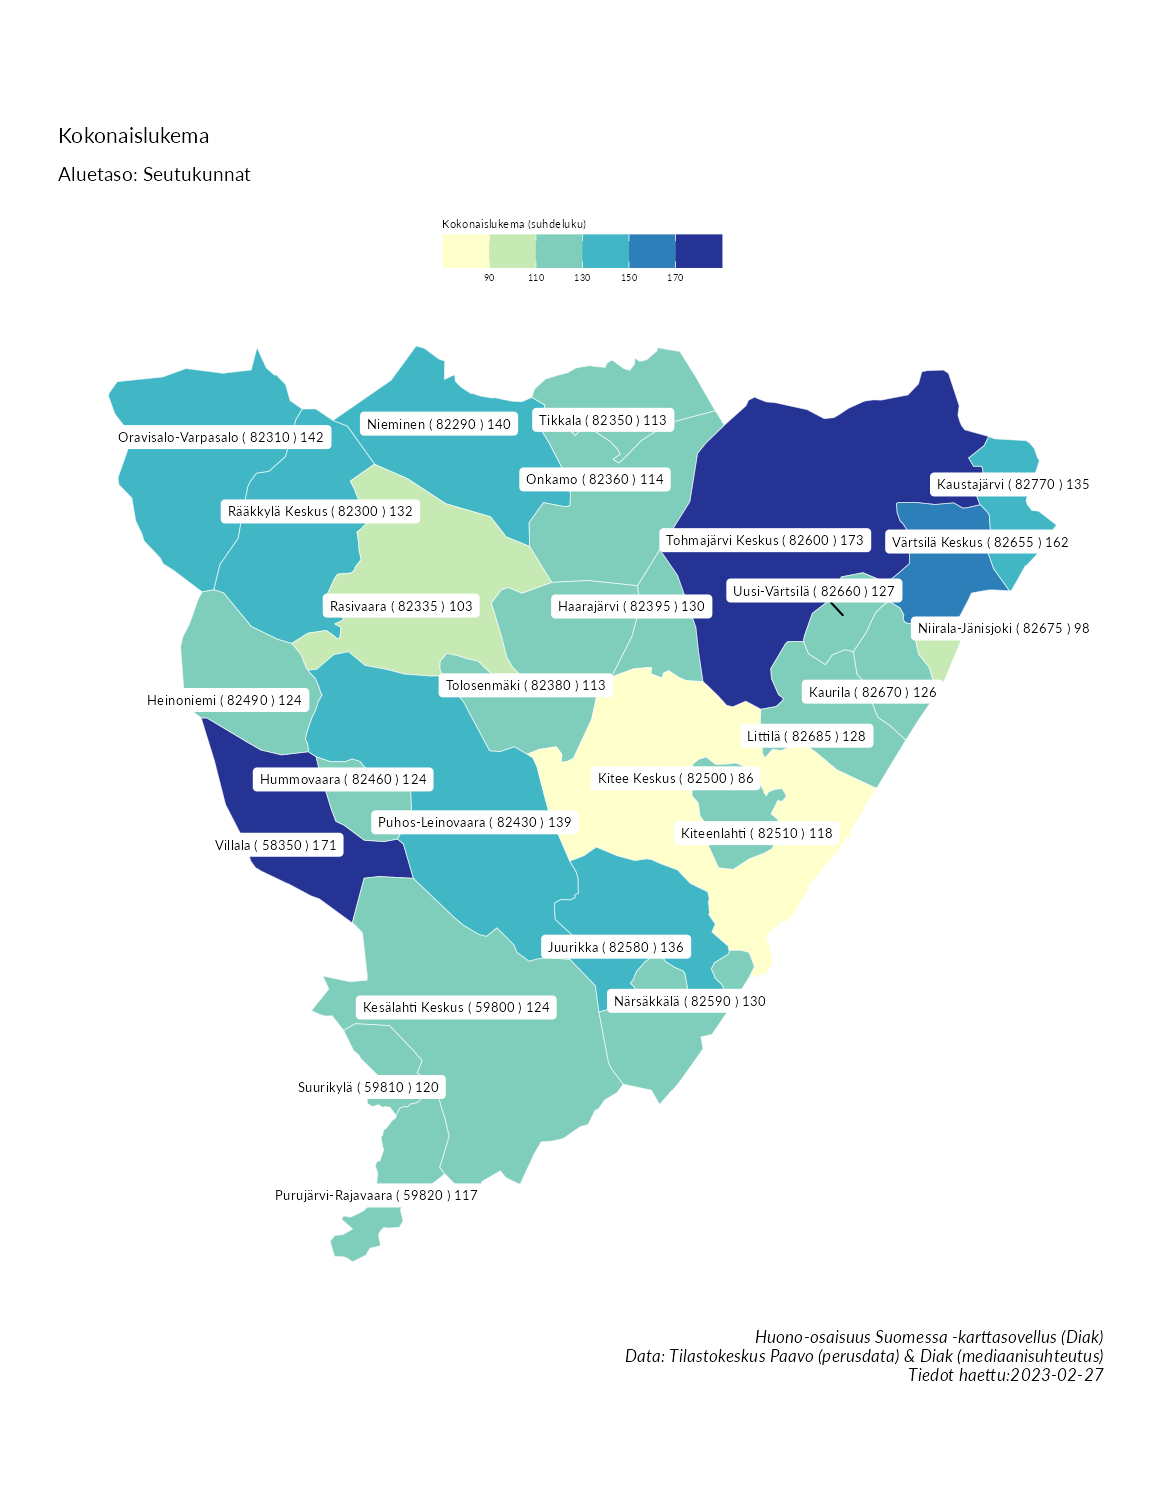 Kokonaislukema
Aluetaso: Seutukunnat
Kokonaislukema (suhdeluku)
90 110 130 150 170
Nieminen ( 82290 ) 140
Tikkala ( 82350 ) 113
Oravisalo-Varpasalo ( 82310 ) 142
Onkamo ( 82360 ) 114
Kaustajärvi ( 82770 ) 135
Rääkkylä Keskus ( 82300 ) 132
Tohmajärvi Keskus ( 82600 ) 173
Värtsilä Keskus ( 82655 ) 162
Uusi-Värtsilä ( 82660 ) 127
Rasivaara ( 82335 ) 103
Haarajärvi ( 82395 ) 130
Niirala-Jänisjoki ( 82675 ) 98
Tolosenmäki ( 82380 ) 113
Kaurila ( 82670 ) 126
Heinoniemi ( 82490 ) 124
Littilä ( 82685 ) 128
Hummovaara ( 82460 ) 124
Kitee Keskus ( 82500 ) 86
Puhos-Leinovaara ( 82430 ) 139
Kiteenlahti ( 82510 ) 118
Villala ( 58350 ) 171
Juurikka ( 82580 ) 136
Närsäkkälä ( 82590 ) 130
Kesälahti Keskus ( 59800 ) 124
Suurikylä ( 59810 ) 120
Purujärvi-Rajavaara ( 59820 ) 117
Huono-osaisuus Suomessa -karttasovellus (Diak)
Data: Tilastokeskus Paavo (perusdata) & Diak (mediaanisuhteutus)
Tiedot haettu:2023-02-27